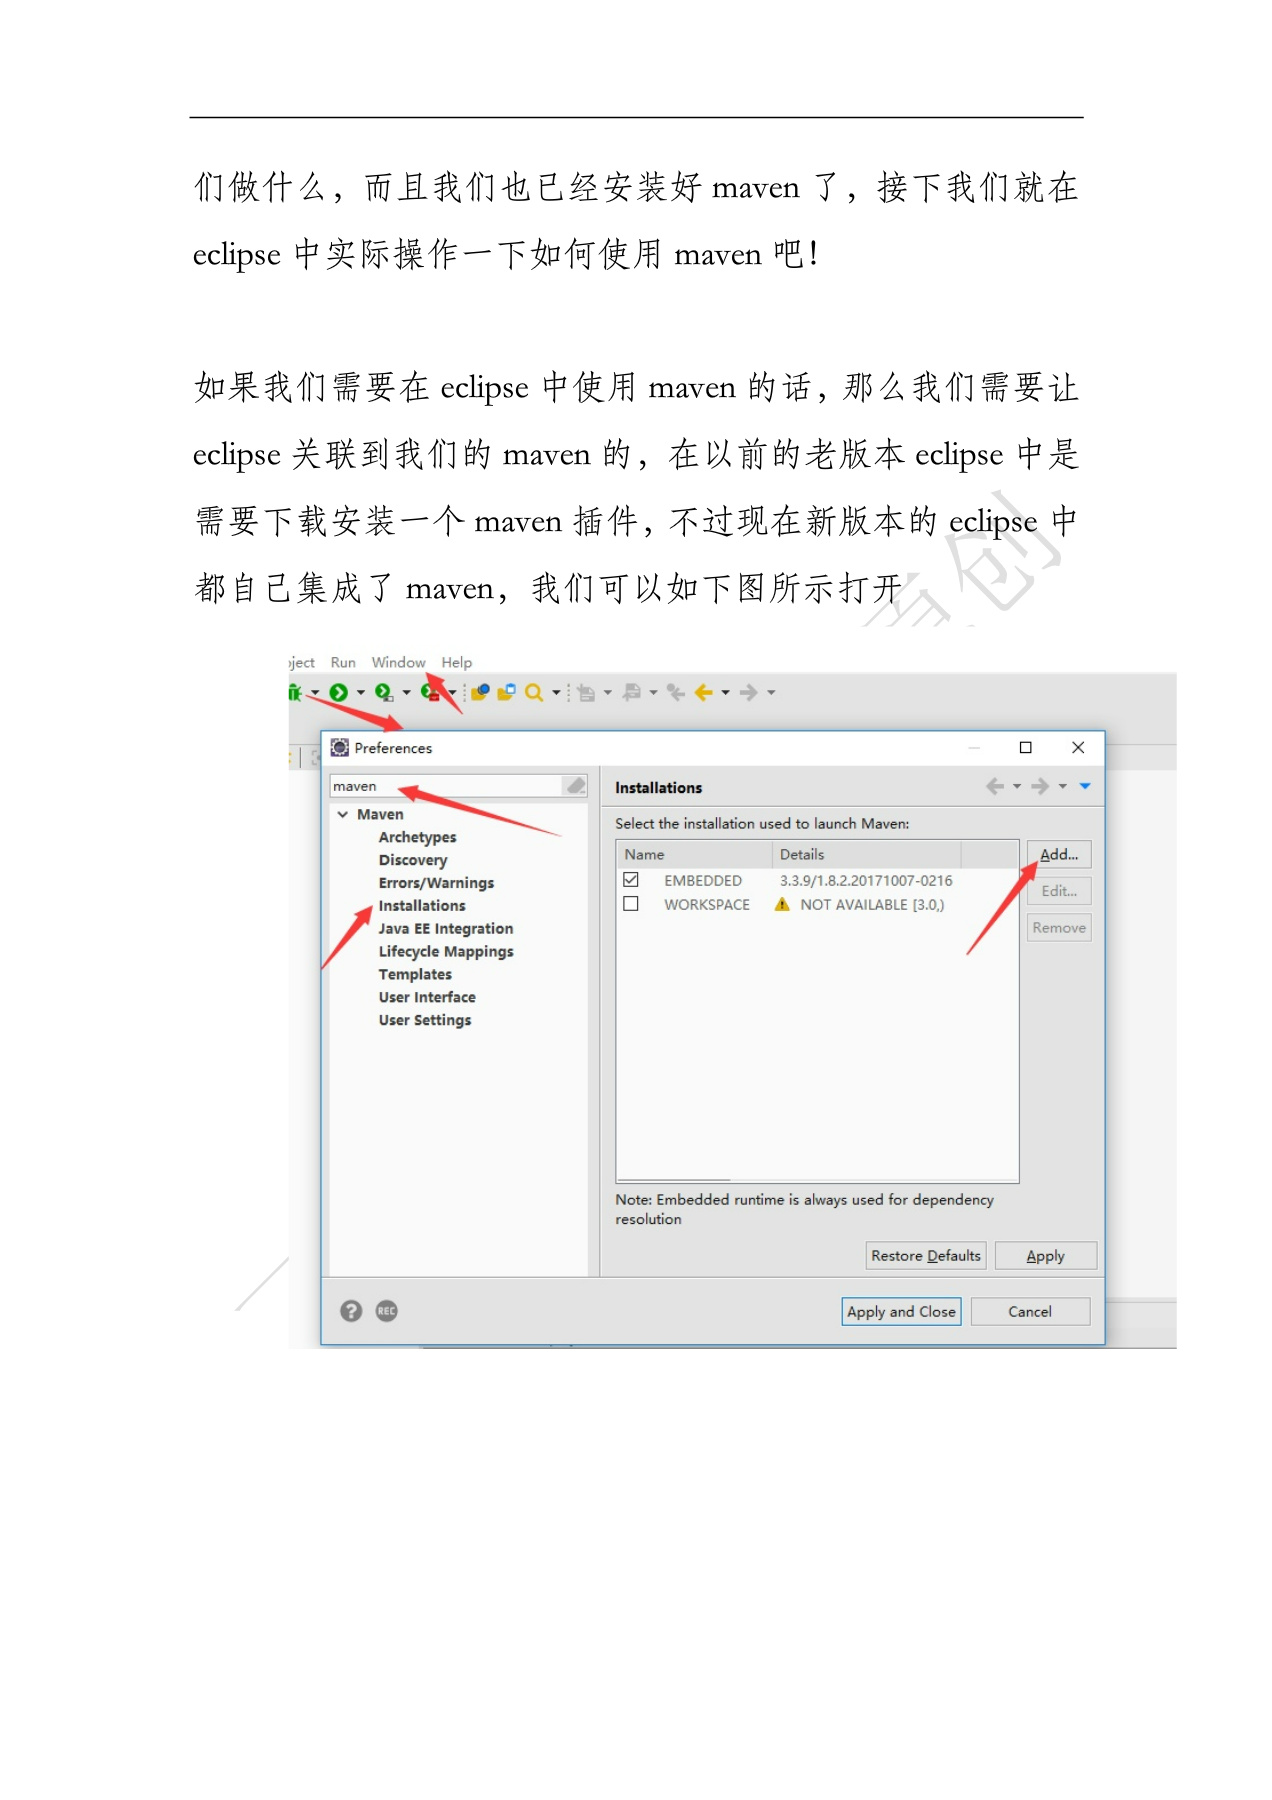 们做什么，而且我们也已经安装好 maven 了，接下我们就在
eclipse 中实际操作一下如何使用 maven 吧！
如果我们需要在 eclipse 中使用 maven 的话，那么我们需要让
eclipse 关联到我们的 maven 的，在以前的老版本 eclipse 中是
需要下载安装一个 maven 插件，不过现在新版本的 eclipse 中
都自己集成了 maven，我们可以如下图所示打开
原创
ject Run Window Help
Preferences
maven
Maven
Archetypes
Discovery
Errors/Warnings
Installations
Java EE Integration
Lifecycle Mappings
Templates
User Interface
User Settings
Installations
Select the installation used to launch Maven:
Name Details
EMBEDDED 3.3.9/1.8.2.20171007-0216
WORKSPACE NOT AVAILABLE [3.0,)
Add...
Edit...
Remove
Note: Embedded runtime is always used for dependency
resolution
Restore Defaults Apply
REC
Apply and Close Cancel